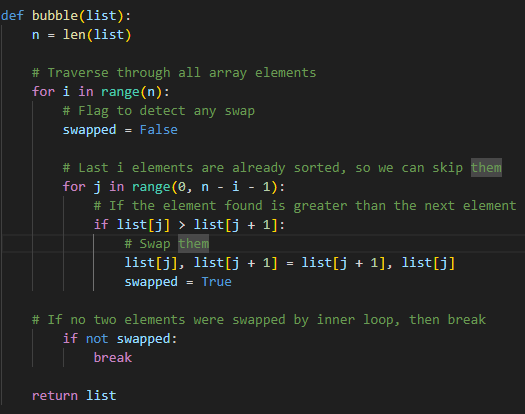 def bubble(list):
    n = len(list)

    # Traverse through all array elements
    for i in range(n):
        # Flag to detect any swap
        swapped = False

        # Last i elements are already sorted, so we can skip them
        for j in range(0, n - i - 1):
            # If the element found is greater than the next element
            if list[j] > list[j + 1]:
                # Swap them
                list[j], list[j + 1] = list[j + 1], list[j]
                swapped = True

    # If no two elements were swapped by inner loop, then break
        if not swapped:
            break

    return list